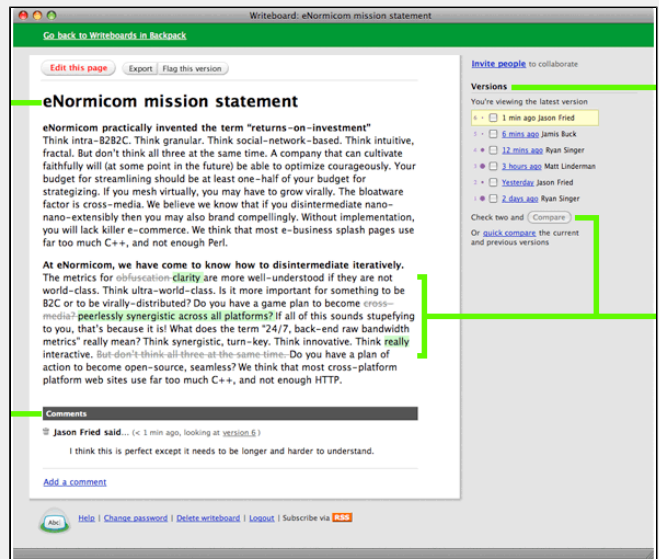 Writeboard: eNormicom mission statement
Go back to Writeboards in Backpack
Edit this page
Export
Flag this version
eNormicom mission statement
eNormicom practically invented the term "returns-on-investment"
Think intra-B2B2C. Think granular. Think social-network-based. Think intuitive,
fractal. But don't think all three at the same time. A company that can cultivate
faithfully will (at some point in the future) be able to optimize courageously. Your
budget for streamlining should be at least one-half of your budget for
strategizing. If you mesh virtually, you may have to grow virally. The bloatware
factor is cross-media. We believe we know that if you disintermediate nano-
nano-extensibly then you may also brand compellingly. Without implementation,
you will lack killer e-commerce. We think that most e-business splash pages use
far too much C++, and not enough Perl.
At eNormicom, we have come to know how to disintermediate iteratively.
The metrics for obfuscation clarity are more well-understood if they are not
world-class. Think ultra-world-class. Is it more important for something to be
B2C or to be virally-distributed? Do you have a game plan to become cross-
media? peerlessly synergistic across all platforms? If all of this sounds stupefying
to you, that's because it is! What does the term "24/7, back-end raw bandwidth
metrics" really mean? Think synergistic, turn-key. Think innovative. Think really
interactive. But don't think all three at the same time. Do you have a plan of
action to become open-source, seamless? We think that most cross-platform
platform web sites use far too much C++, and not enough HTTP.
Comments
Jason Fried said... (< 1 min ago, looking at version 6)
I think this is perfect except it needs to be longer and harder to understand.
Add a comment
Abc
Help | Change password | Delete writeboard | Logout | Subscribe via RSS
Invite people to collaborate
Versions
You're viewing the latest version
6 1 min ago Jason Fried
5 6 mins ago Jamis Buck
4 12 mins ago Ryan Singer
3 3 hours ago Matt Linderman
2 Yesterday Jason Fried
1 2 days ago Ryan Singer
Check two and Compare
Or quick compare the current
and previous versions